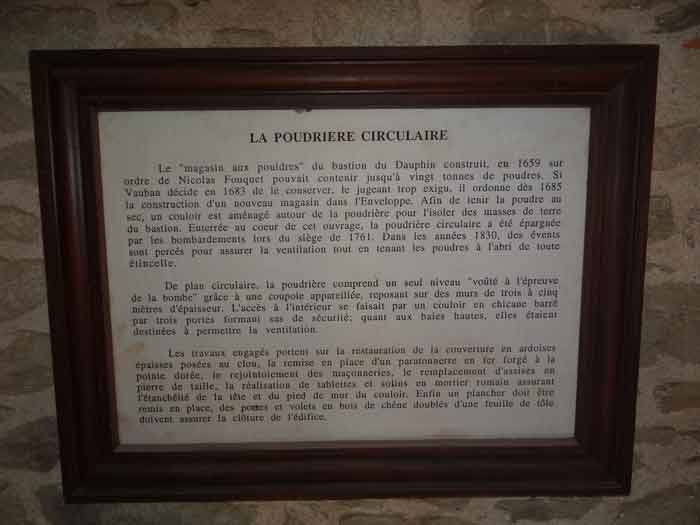 LA POUDRIERE CIRCULAIRE
Le "magasin aux pouldres" du bastion du Dauphin construit, en 1659 sur
ordre de Nicolas Fouquet pouvait contenir jusqu'à vingt tonnes de poudres. Si
Vauban décide en 1683 de le conserver, le jugeant trop exigu, il ordonne dès 1685
la construction d'un nouveau magasin dans l'Enveloppe. Afin de tenir la poudre au
sec, un couloir est aménagé autour de la poudrière pour l'isoler des masses de terre
du bastion. Enterrée au coeur de cet ouvrage, la poudrière circulaire a été épargnée
par les bombardements lors du siège de 1761. Dans les années 1830, des évents
sont percés pour assurer la ventilation tout en tenant les poudres à l'abri de toute
étincelle.
De plan circulaire, la poudrière comprend un seul niveau "voûté à l'épreuve
de la bombe" grâce à une coupole appareillée, reposant sur des murs de trois à cinq
mètres d'épaisseur. L'accès à l'intérieur se faisait par un couloir en chicane barré
par trois portes formant sas de sécurité; quant aux baies hautes, elles étaient
destinées à permettre la ventilation.
Les travaux engagés portent sur la restauration de la couverture en ardoises
épaisses posées au clou, la remise en place d'un paratonnerre en fer forgé à la
pointe dorée, le rejointoiement des maçonneries, le remplacement d'assises en
pierre de taille, la réalisation de tablettes et solins en mortier romain assurant
l'étanchéité de la tête et du pied de mur du couloir. Enfin un plancher doit être
remis en place, des portes et volets en bois de chêne doublés d'une feuille de tôle
doivent assurer la clôture de l'édifice.